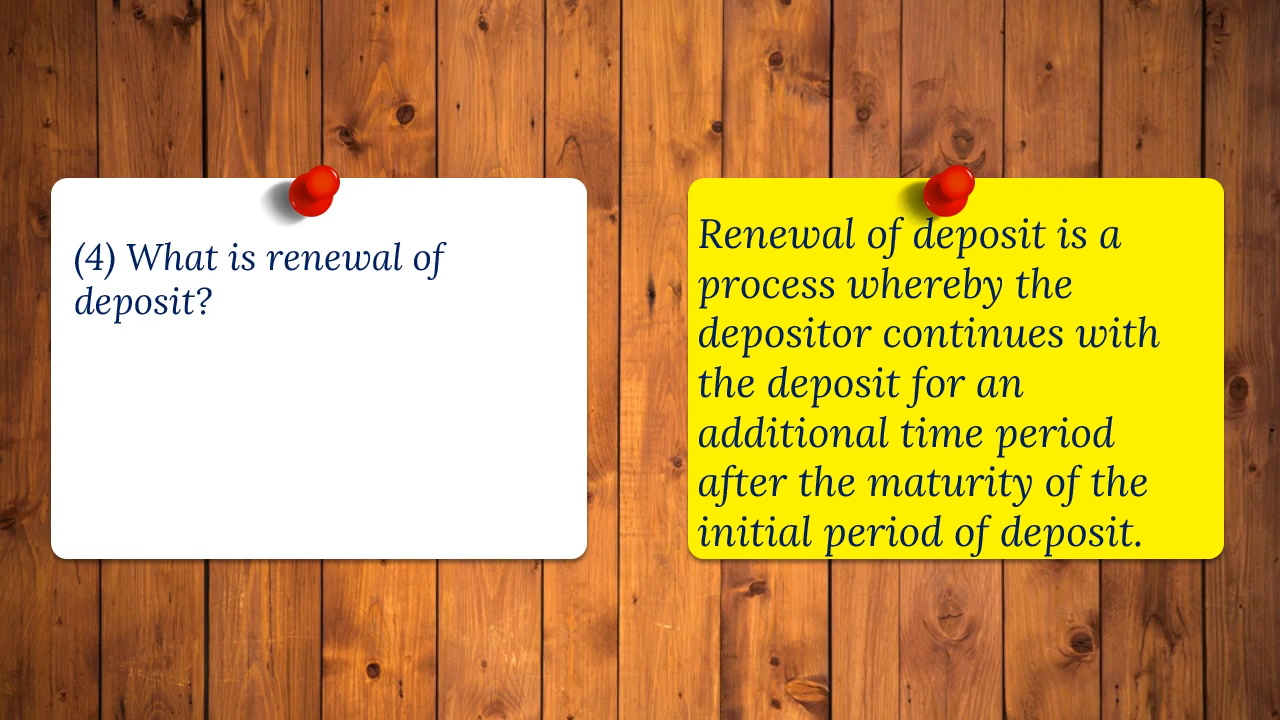 (4) What is renewal of
deposit?
Renewal of deposit is a
process whereby the
depositor continues with
the deposit for an
additional time period
after the maturity of the
initial period of deposit.